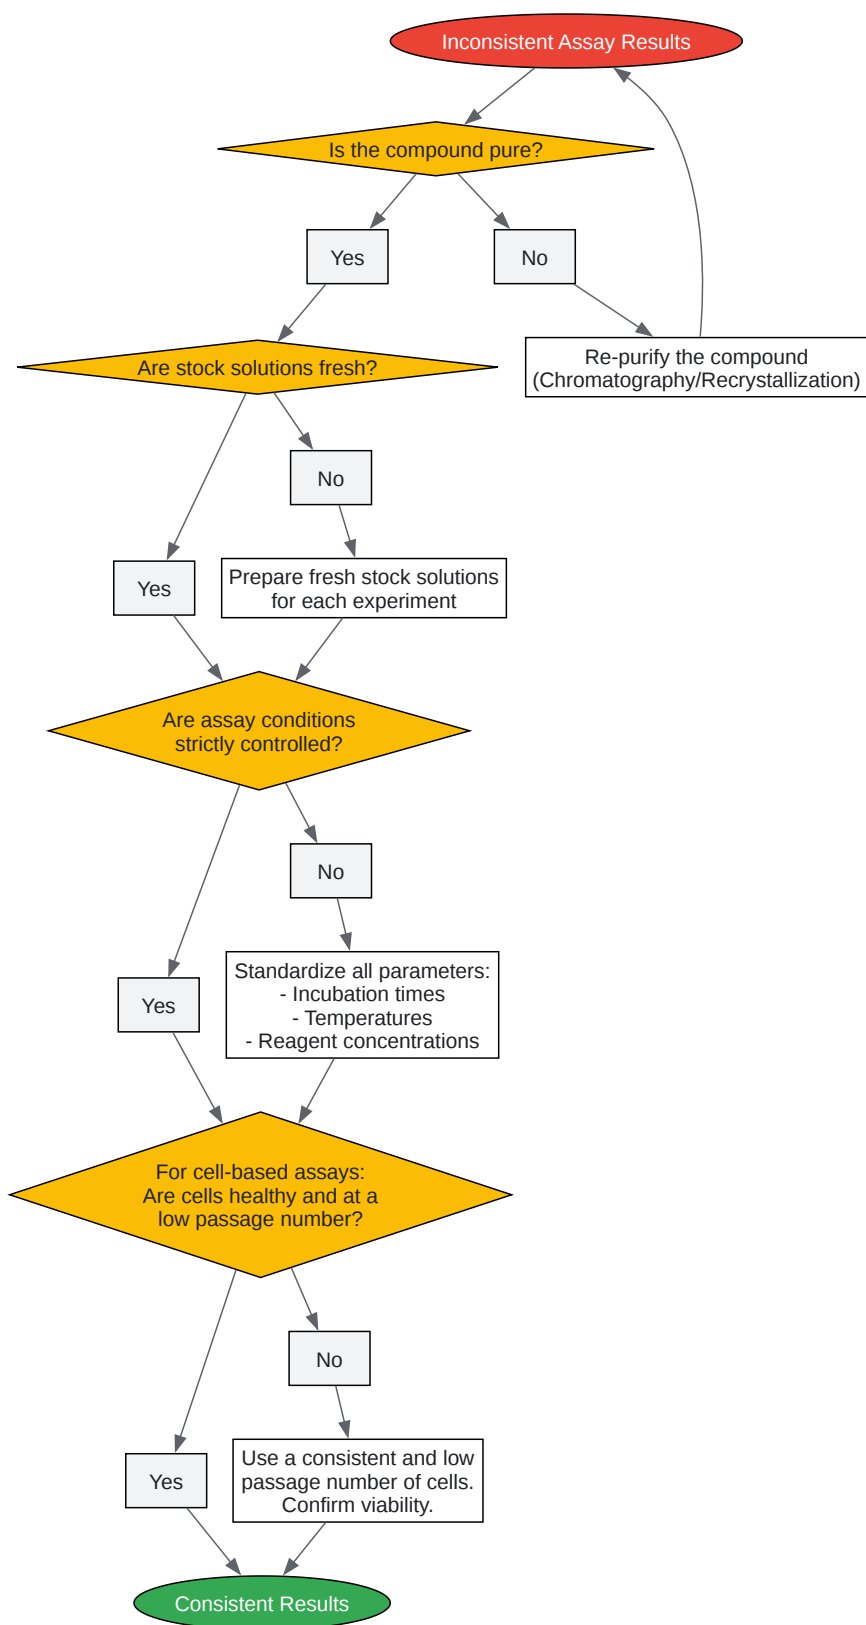 Inconsistent Assay Results
Is the compound pure?
Yes
No
Re-purify the compound
(Chromatography/Recrystallization)
Are stock solutions fresh?
No
Yes
Prepare fresh stock solutions
for each experiment
Are assay conditions
strictly controlled?
No
Yes
Standardize all parameters:
- Incubation times
- Temperatures
- Reagent concentrations
For cell-based assays:
Are cells healthy and at a
low passage number?
No
Yes
Use a consistent and low
passage number of cells.
Confirm viability.
Consistent Results